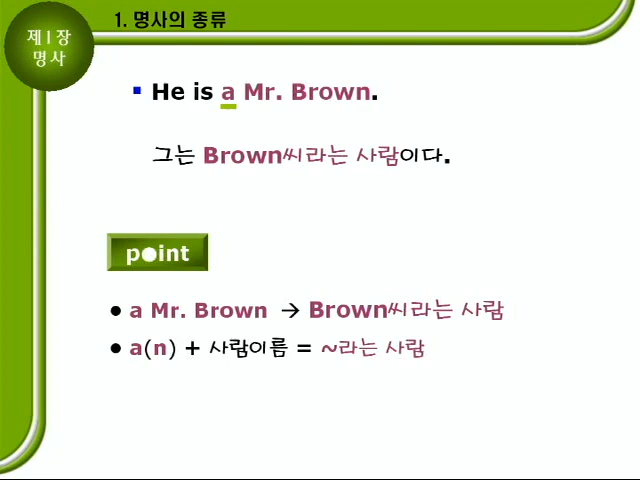 제1장
명사
1. 명사의 종류
He is a Mr. Brown.
그는 Brown씨라는 사람이다.
point
● a Mr. Brown → Brown씨라는 사람
● a(n) + 사람이름 = ~라는 사람